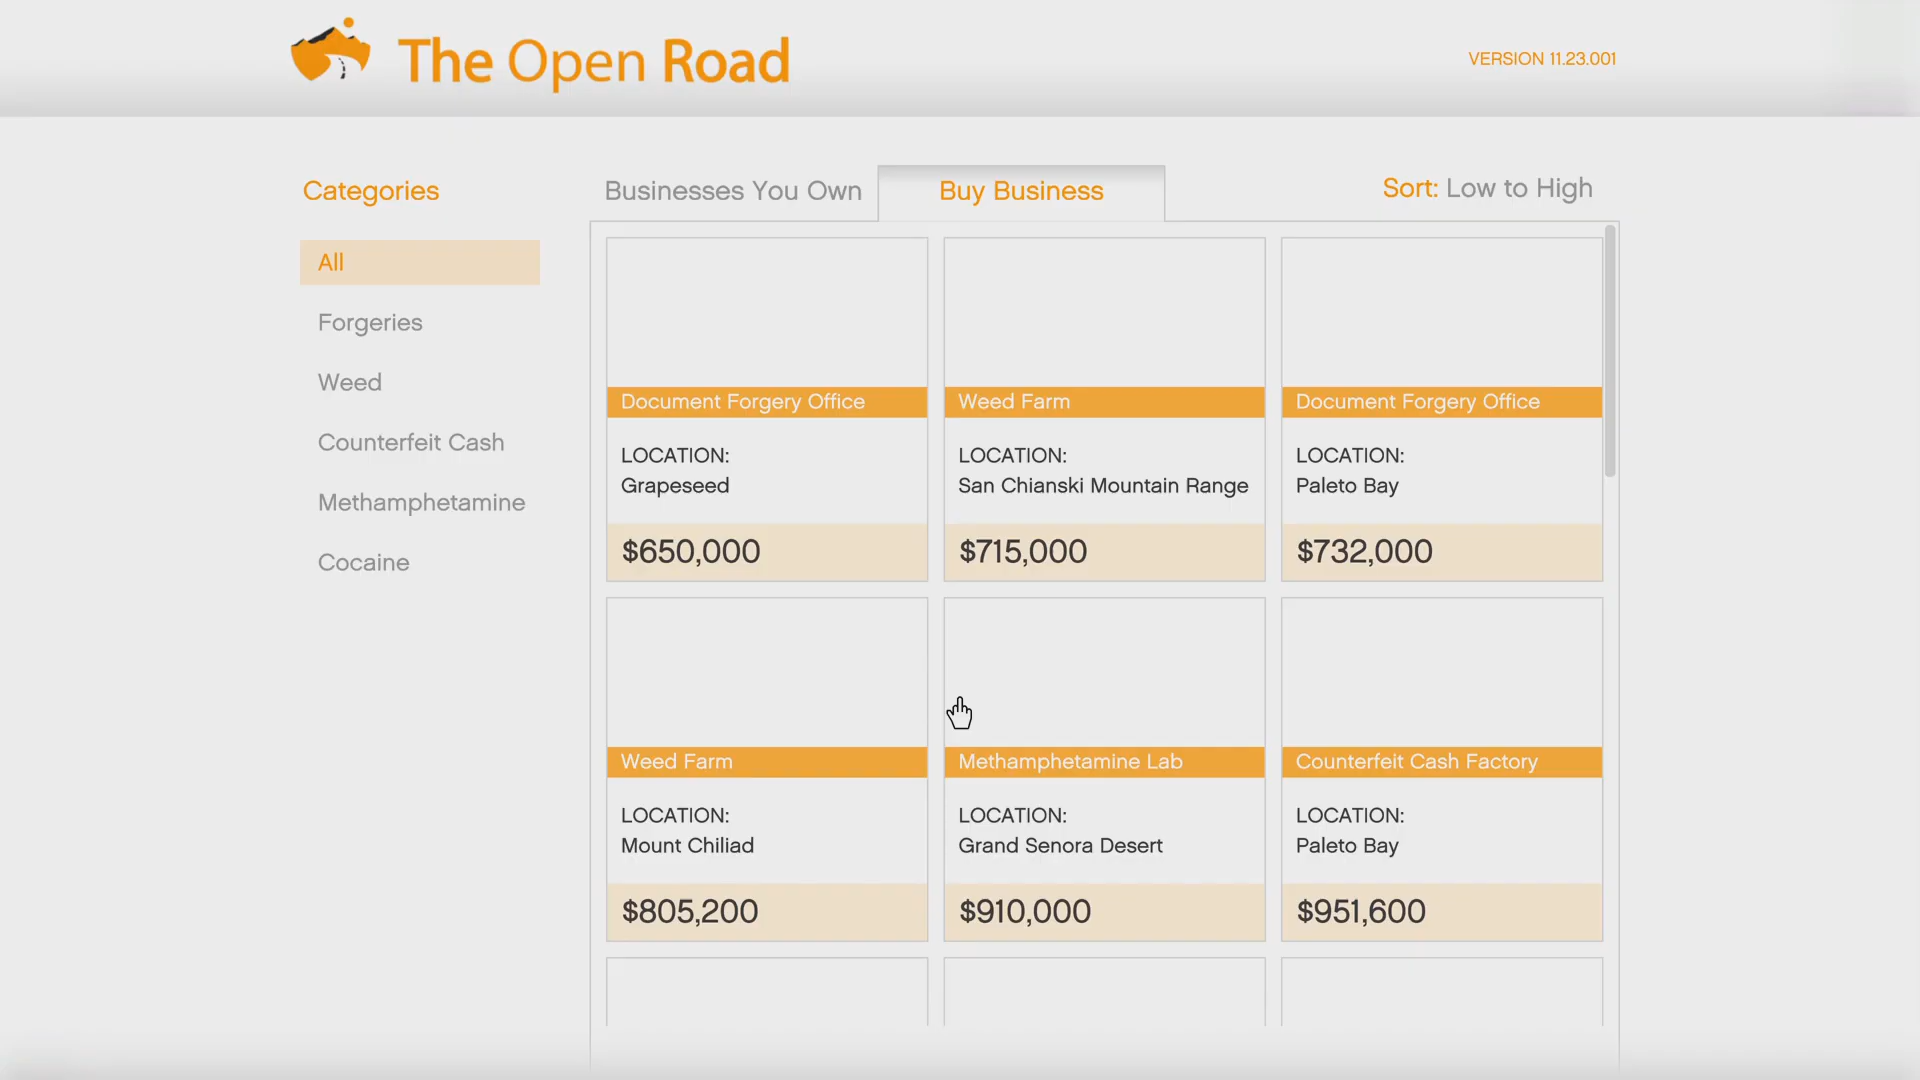 The Open Road
VERSION 11.23.001
Categories
All
Forgeries
Weed
Counterfeit Cash
Methamphetamine
Cocaine
Businesses You Own
Buy Business
Sort: Low to High
Document Forgery Office
LOCATION:
Grapeseed
$650,000
Weed Farm
LOCATION:
San Chianski Mountain Range
$715,000
Document Forgery Office
LOCATION:
Paleto Bay
$732,000
Weed Farm
LOCATION:
Mount Chiliad
$805,200
Methamphetamine Lab
LOCATION:
Grand Senora Desert
$910,000
Counterfeit Cash Factory
LOCATION:
Paleto Bay
$951,600